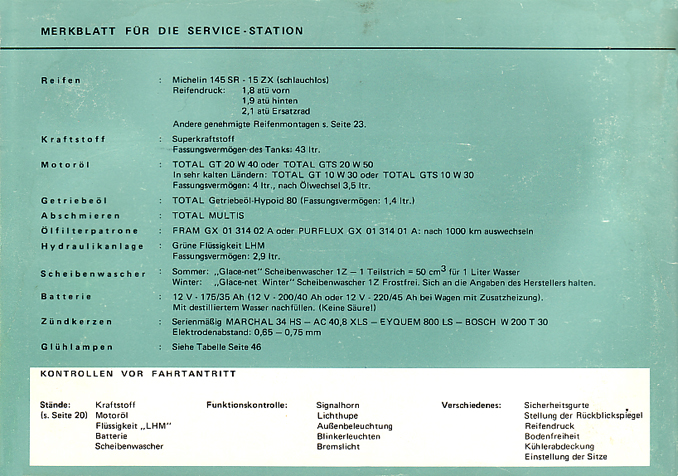 MERKBLATT FÜR DIE SERVICE-STATION
Reifen : Michelin 145 SR - 15 ZX (schlauchlos)
Reifendruck: 1,8 atü vorn
1,9 atü hinten
2,1 atü Ersatzrad
Andere genehmigte Reifenmontagen s. Seite 23.
Kraftstoff : Superkraftstoff
Fassungsvermögen des Tanks: 43 ltr.
Motoröl : TOTAL GT 20 W 40 oder TOTAL GTS 20 W 50
In sehr kalten Ländern: TOTAL GT 10 W 30 oder TOTAL GTS 10 W 30
Fassungsvermögen: 4 ltr., nach Ölwechsel 3,5 ltr.
Getriebeöl : TOTAL Getriebeöl-Hypoid 80 (Fassungsvermögen: 1,4 ltr.)
Abschmieren : TOTAL MULTIS
Ölfilterpatrone : FRAM GX 01 314 02 A oder PURFLUX GX 01 314 01 A: nach 1000 km auswechseln
Hydraulikanlage : Grüne Flüssigkeit LHM
Fassungsvermögen: 2,9 ltr.
Scheibenwascher : Sommer: „Glace-net" Scheibenwascher 1Z – 1 Teilstrich = 50 cm³ für 1 Liter Wasser
Winter: „Glace-net Winter" Scheibenwascher 1Z Frostfrei. Sich an die Angaben des Herstellers halten.
Batterie : 12 V - 175/35 Ah (12 V - 200/40 Ah oder 12 V - 220/45 Ah bei Wagen mit Zusatzheizung).
Mit destilliertem Wasser nachfüllen. (Keine Säure!)
Zündkerzen : Serienmäßig MARCHAL 34 HS – AC 40,8 XLS – EYQUEM 800 LS – BOSCH W 200 T 30
Elektrodenabstand: 0,65 – 0,75 mm
Glühlampen : Siehe Tabelle Seite 46
KONTROLLEN VOR FAHRTANTRITT
Stände: Kraftstoff Funktionskontrolle: Signalhorn Verschiedenes: Sicherheitsgurte
(s. Seite 20) Motoröl Lichthupe Stellung der Rückblickspiegel
Flüssigkeit „LHM" Außenbeleuchtung Reifendruck
Batterie Blinkerleuchten Bodenfreiheit
Scheibenwascher Bremslicht Kühlerabdeckung
Einstellung der Sitze